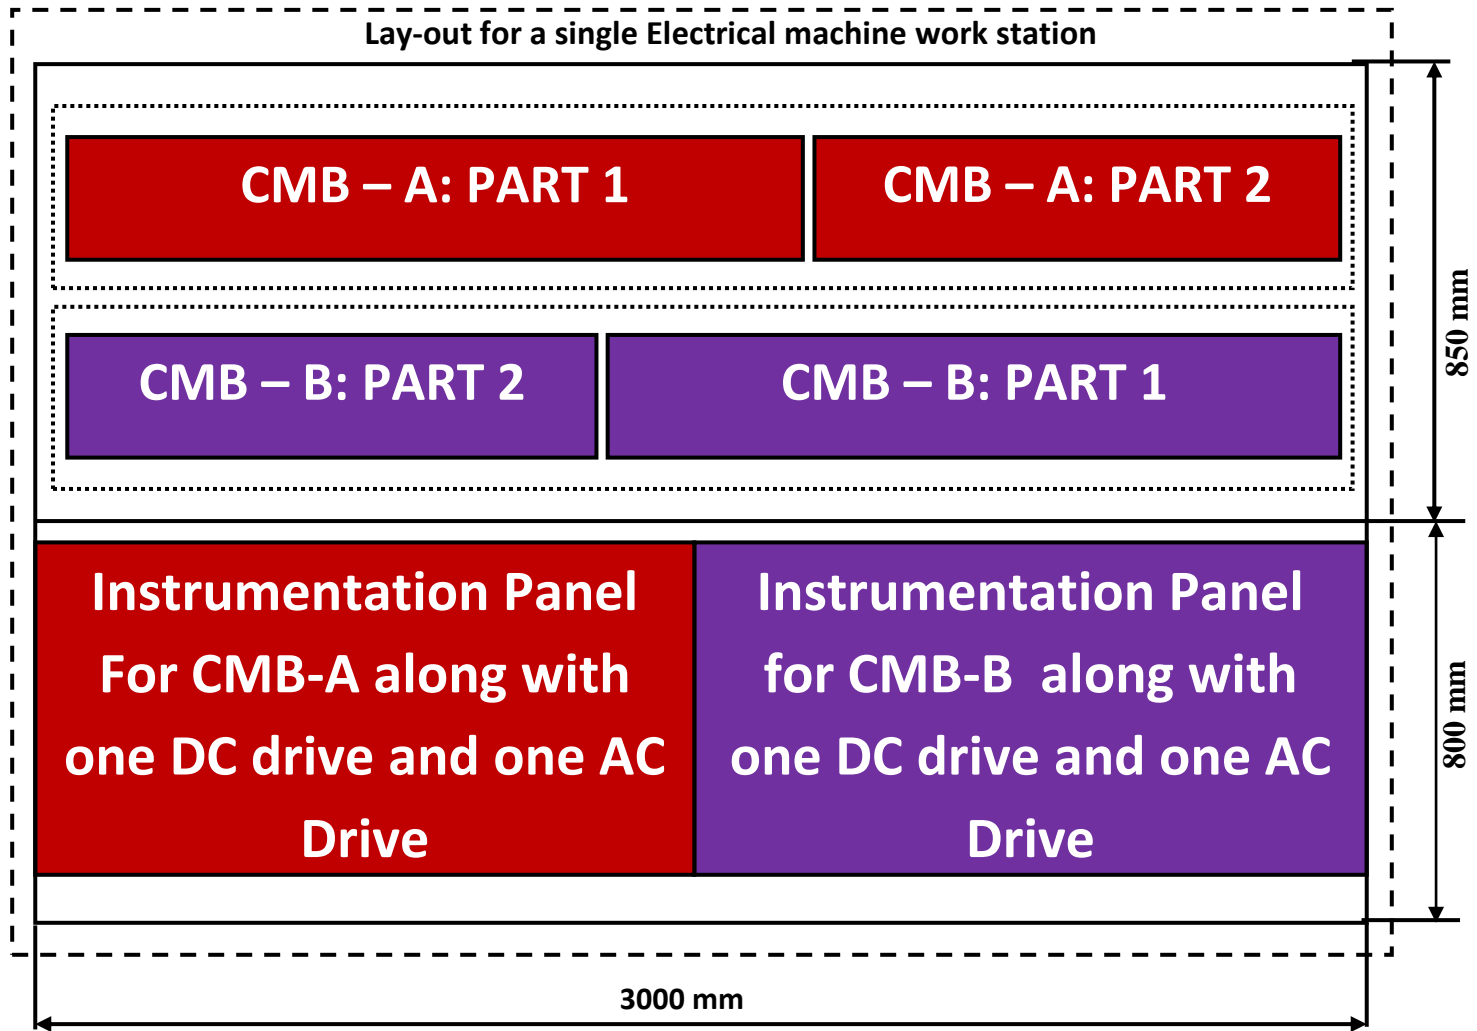 Lay-out for a single Electrical machine work station
CMB – A: PART 1
CMB – A: PART 2
850 mm
CMB – B: PART 2
CMB – B: PART 1
Instrumentation Panel
For CMB-A along with
one DC drive and one AC
Drive
Instrumentation Panel
for CMB-B  along with
one DC drive and one AC
Drive
800 mm
3000 mm